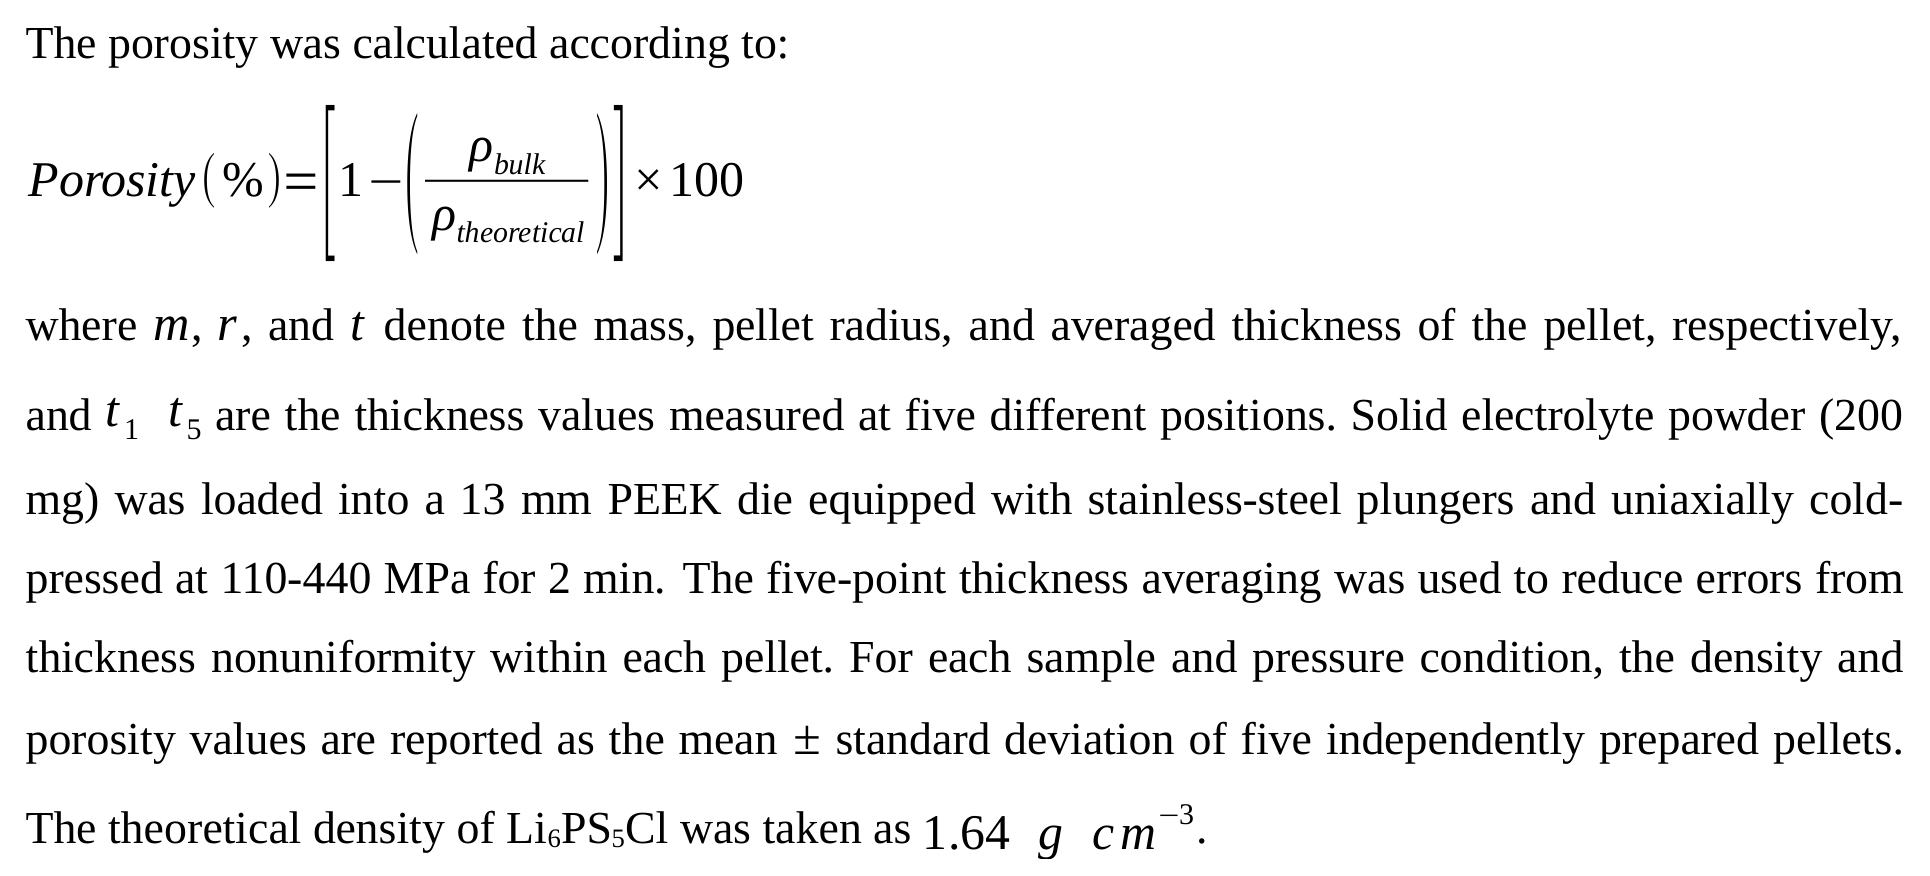 The porosity was calculated according to:
Porosity(%)=[1−(ρbulk/ρtheoretical)]×100
where m, r, and t denote the mass, pellet radius, and averaged thickness of the pellet, respectively,
and t₁ t₅ are the thickness values measured at five different positions. Solid electrolyte powder (200
mg) was loaded into a 13 mm PEEK die equipped with stainless-steel plungers and uniaxially cold-
pressed at 110-440 MPa for 2 min. The five-point thickness averaging was used to reduce errors from
thickness nonuniformity within each pellet. For each sample and pressure condition, the density and
porosity values are reported as the mean ± standard deviation of five independently prepared pellets.
The theoretical density of Li₆PS₅Cl was taken as 1.64 g cm⁻³.